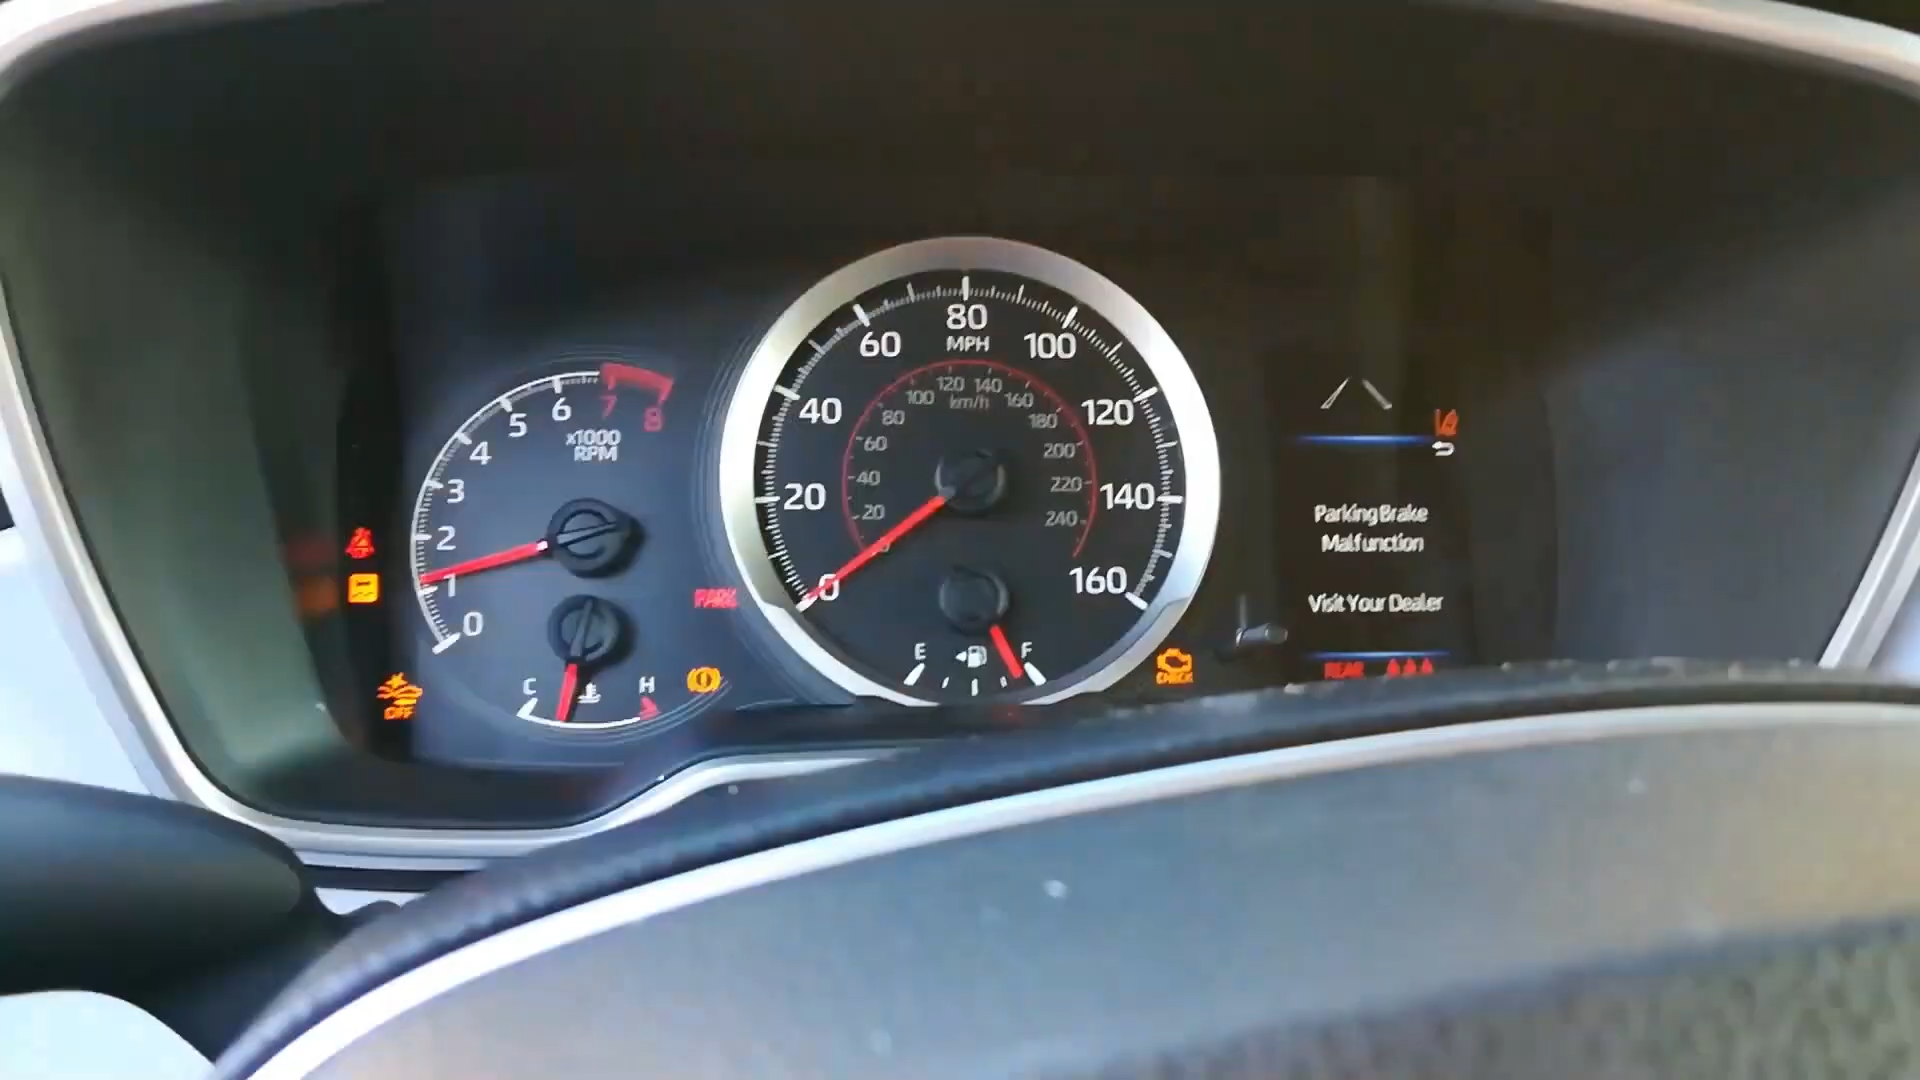 0
1
2
3
4
5
6
7
8
x1000
RPM
C
H
PARK
OFF
0
20
40
60
80
MPH
100
120
140
160
20
40
60
80
100
120
140
160
180
200
220
240
km/h
E
F
CHECK
Parking Brake
Malfunction
Visit Your Dealer
REAR